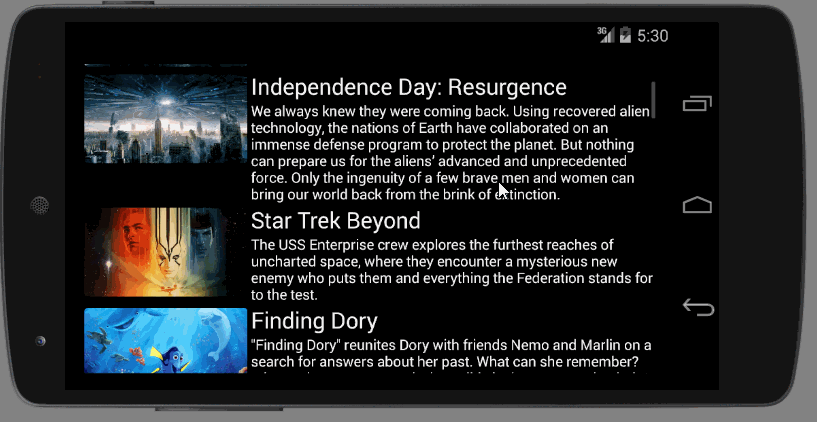 3G 5:30
Independence Day: Resurgence
We always knew they were coming back. Using recovered alien
technology, the nations of Earth have collaborated on an
immense defense program to protect the planet. But nothing
can prepare us for the aliens’ advanced and unprecedented
force. Only the ingenuity of a few brave men and women can
bring our world back from the brink of extinction.
Star Trek Beyond
The USS Enterprise crew explores the furthest reaches of
uncharted space, where they encounter a mysterious new
enemy who puts them and everything the Federation stands for
to the test.
Finding Dory
"Finding Dory" reunites Dory with friends Nemo and Marlin on a
search for answers about her past. What can she remember?